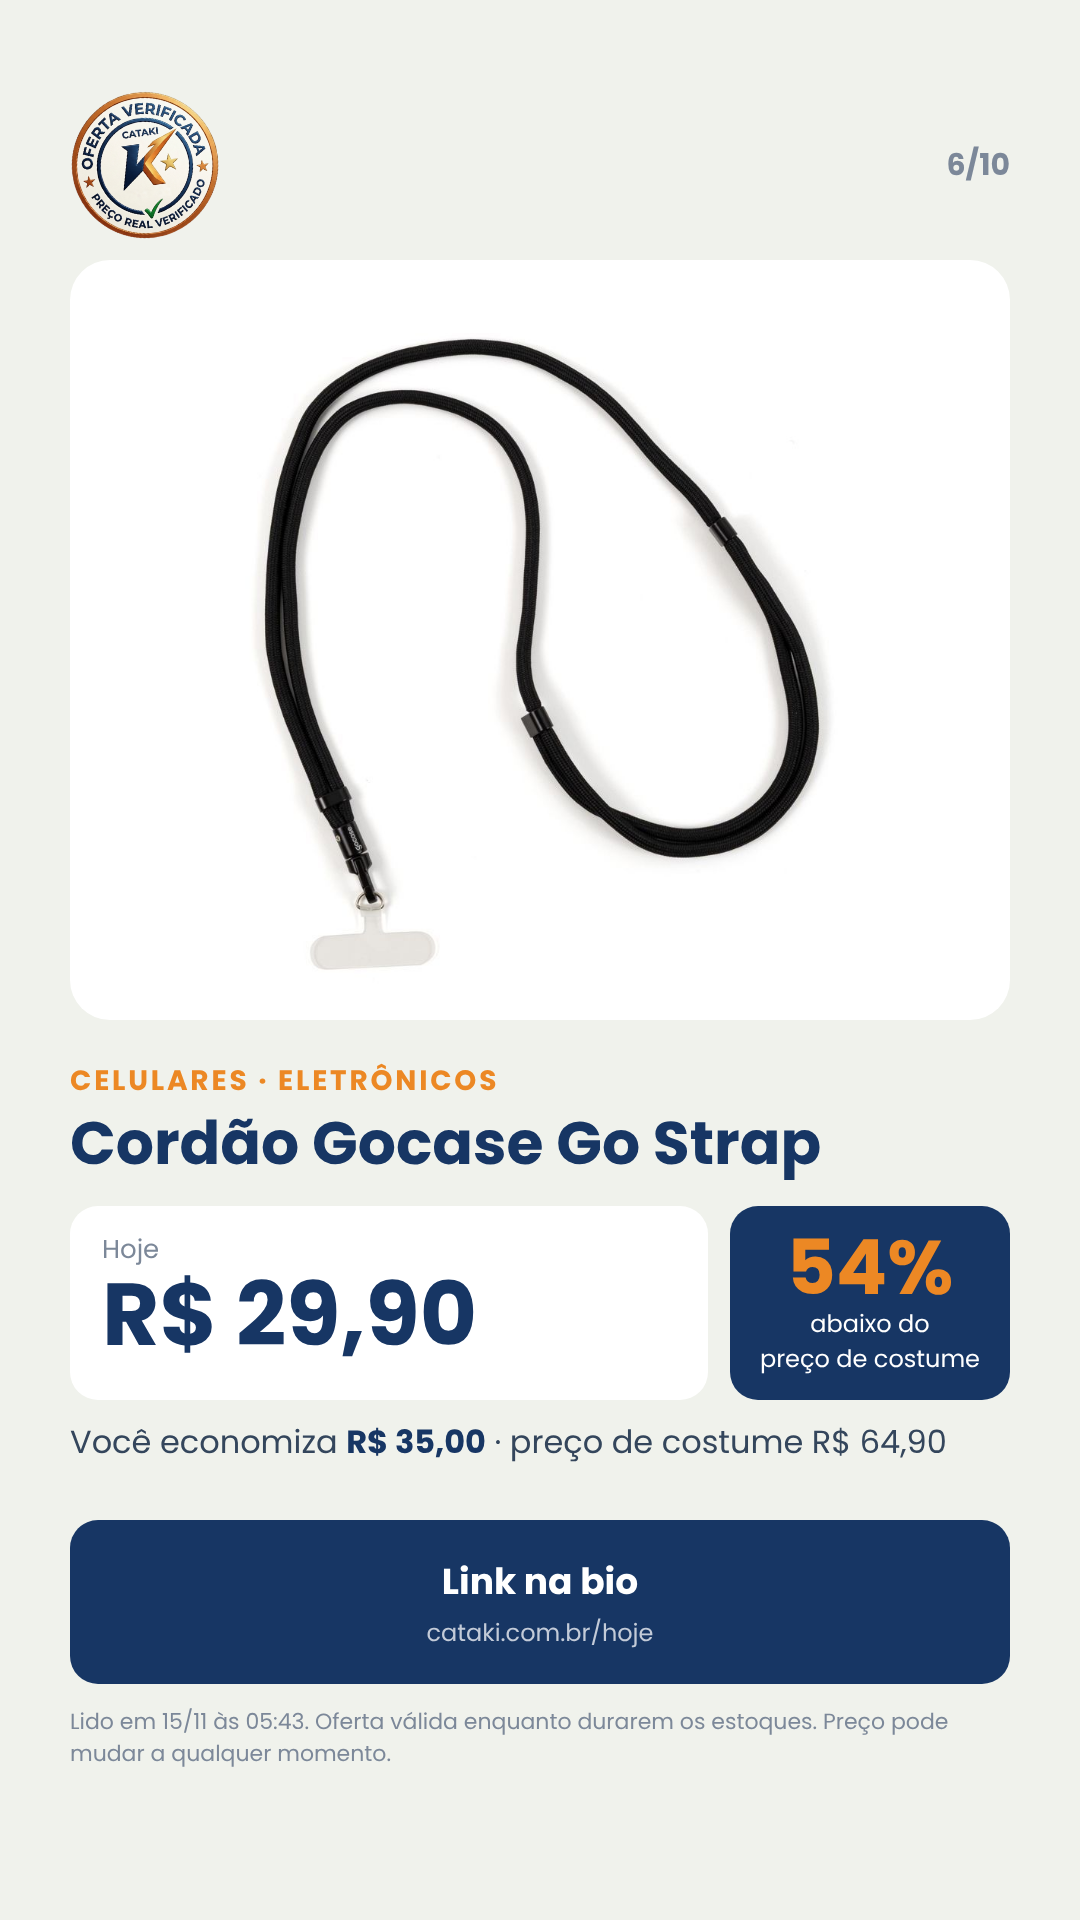 OFERTA VERIFICADA
CATAKI
K
PREÇO REAL VERIFICADO
6/10
gocase
CELULARES · ELETRÔNICOS
Cordão Gocase Go Strap
Hoje
R$ 29,90
54%
abaixo do
preço de costume
Você economiza R$ 35,00 · preço de costume R$ 64,90
Link na bio
cataki.com.br/hoje
Lido em 15/11 às 05:43. Oferta válida enquanto durarem os estoques. Preço pode
mudar a qualquer momento.